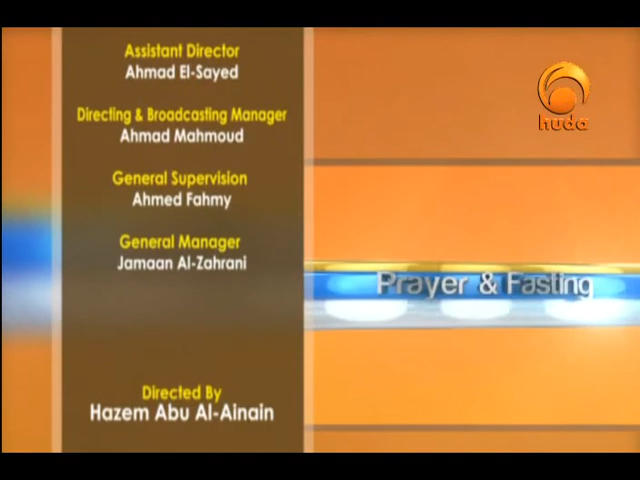 Assistant Director
Ahmad El-Sayed
Directing & Broadcasting Manager
Ahmad Mahmoud
General Supervision
Ahmed Fahmy
General Manager
Jamaan Al-Zahrani
Directed By
Hazem Abu Al-Ainain
huda
Prayer & Fasting